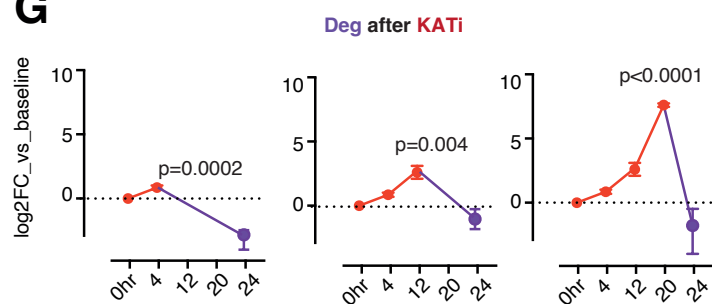 G
Deg after KATi
log2FC_vs_baseline
10
5
0
p=0.0002
0hr 4 12 20 24
10
5
0
p=0.004
0hr 4 12 20 24
10
5
0
p<0.0001
0hr 4 12 20 24